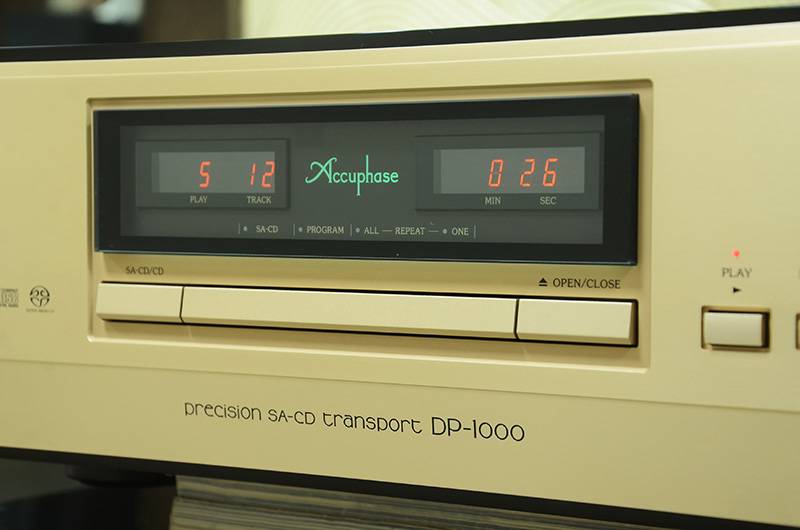 5 12 Accuphase 0 26
PLAY TRACK MIN SEC
SA-CD PROGRAM ALL — REPEAT — ONE
SA-CD/CD
OPEN/CLOSE
PLAY
precision SA-CD transport DP-1000